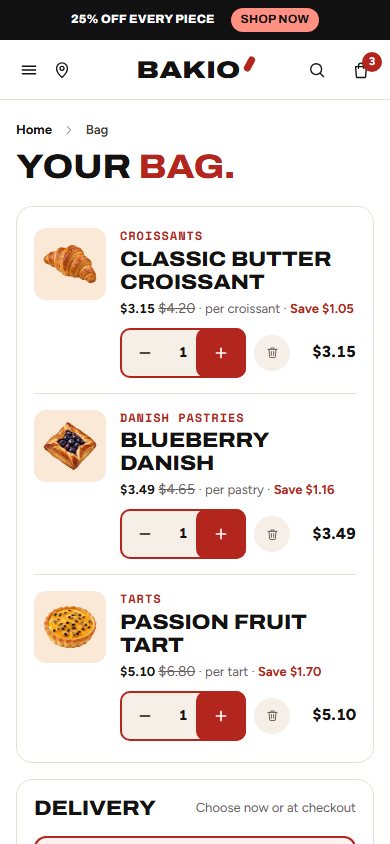 25% OFF EVERY PIECE SHOP NOW
BAKIO
3
Home Bag
YOUR BAG.
CROISSANTS
CLASSIC BUTTER
CROISSANT
$3.15 $4.20 · per croissant · Save $1.05
− 1 + $3.15
DANISH PASTRIES
BLUEBERRY
DANISH
$3.49 $4.65 · per pastry · Save $1.16
− 1 + $3.49
TARTS
PASSION FRUIT
TART
$5.10 $6.80 · per tart · Save $1.70
− 1 + $5.10
DELIVERY Choose now or at checkout